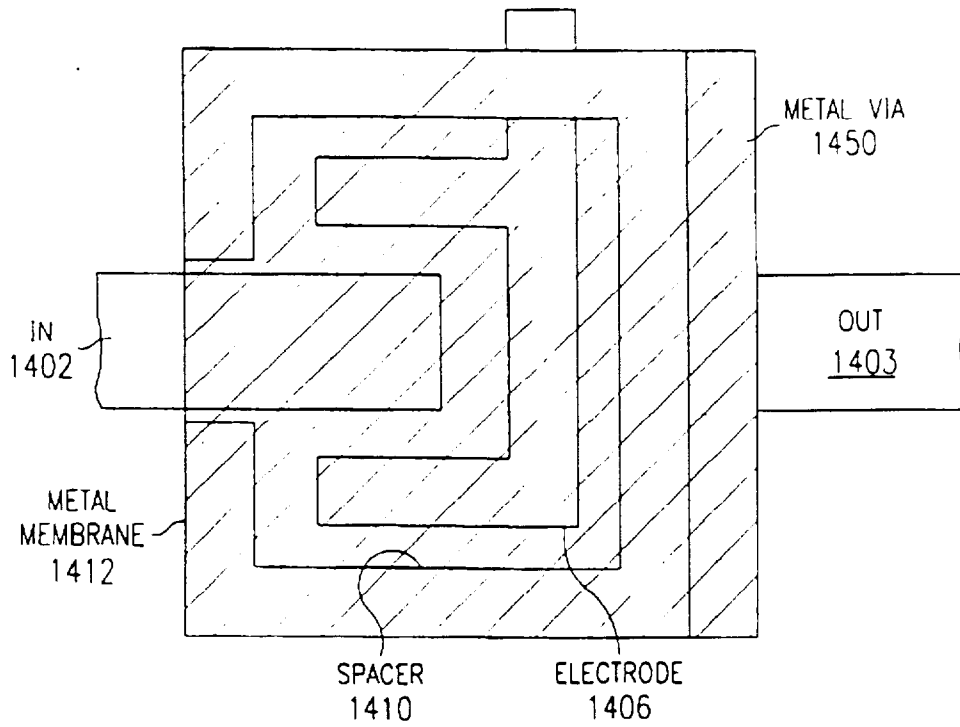 METAL VIA
1450
IN
1402
OUT
1403
METAL
MEMBRANE
1412
SPACER
1410
ELECTRODE
1406